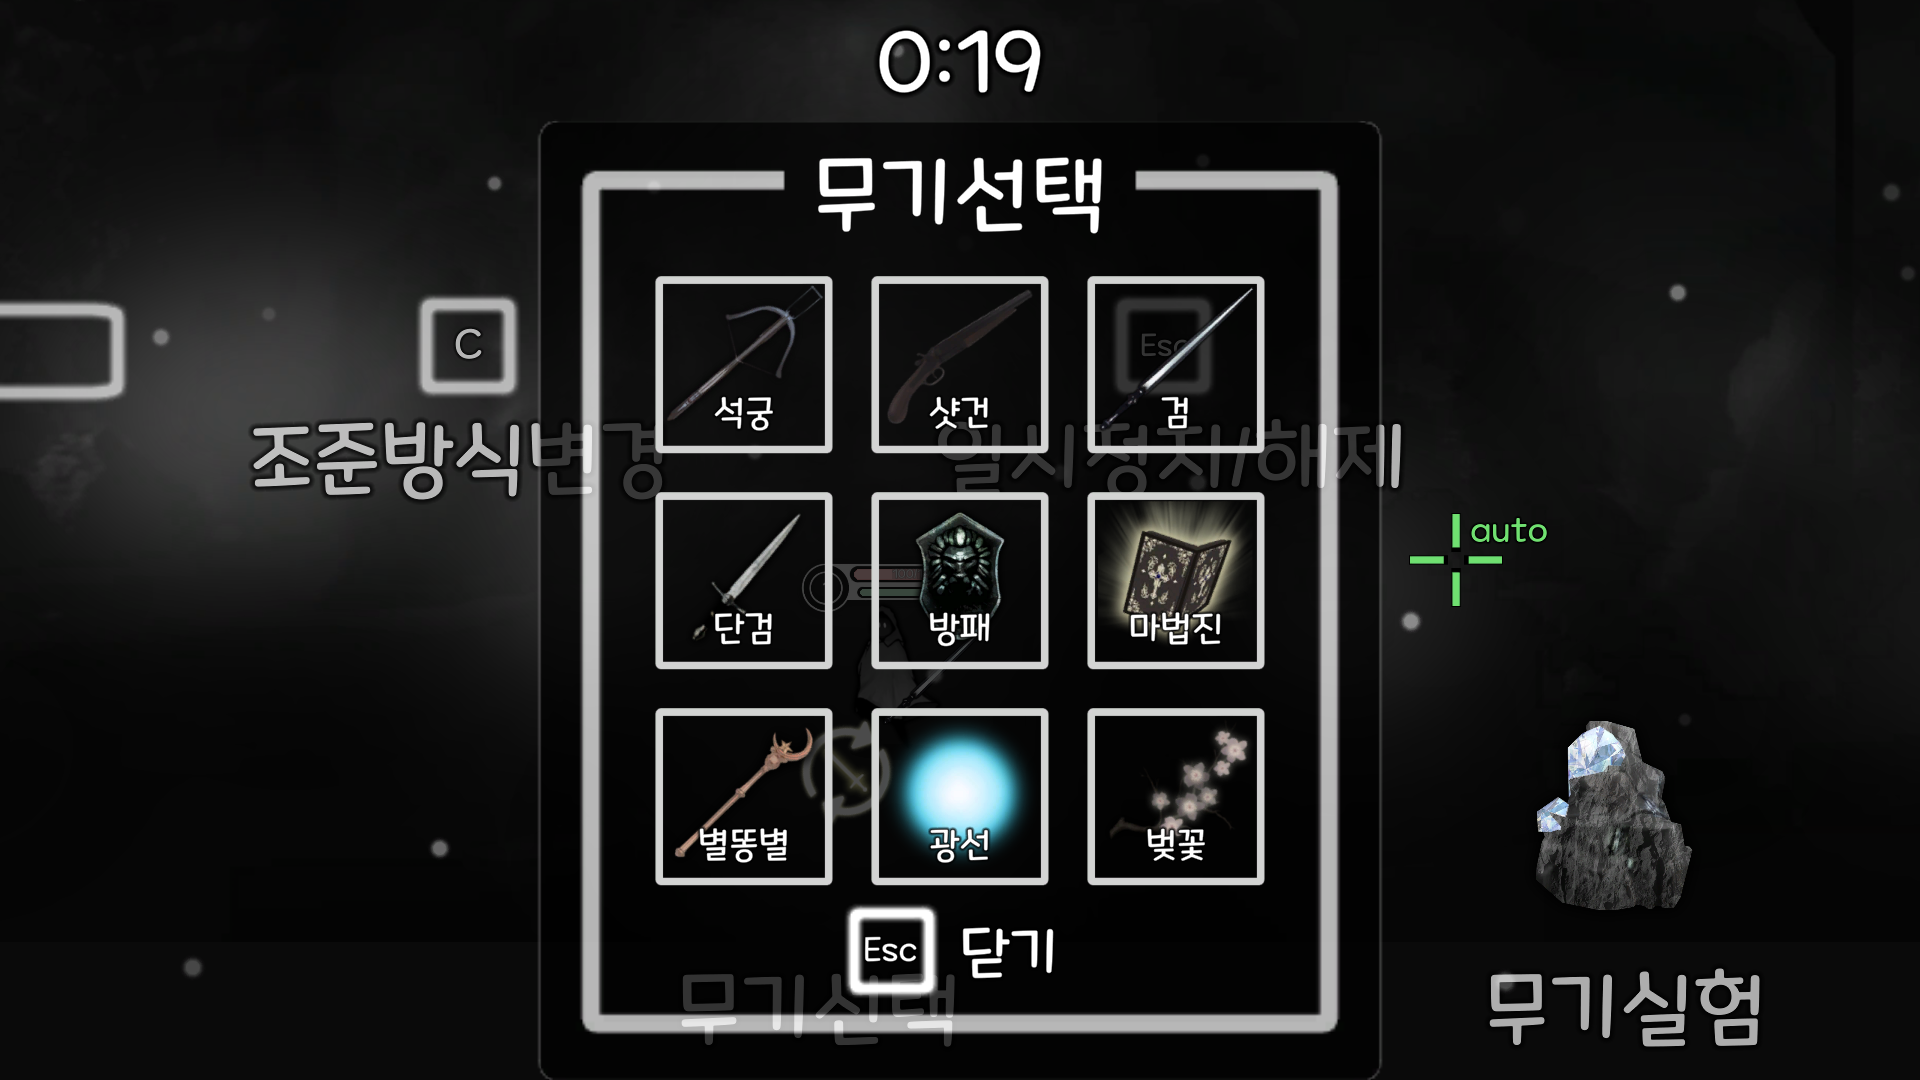 0:19
무기선택
C
Esc
석궁
샷건
검
조준방식변경
일시정지/해제
auto
단검
방패
마법진
별똥별
광선
벚꽃
Esc
닫기
무기선택
무기실험